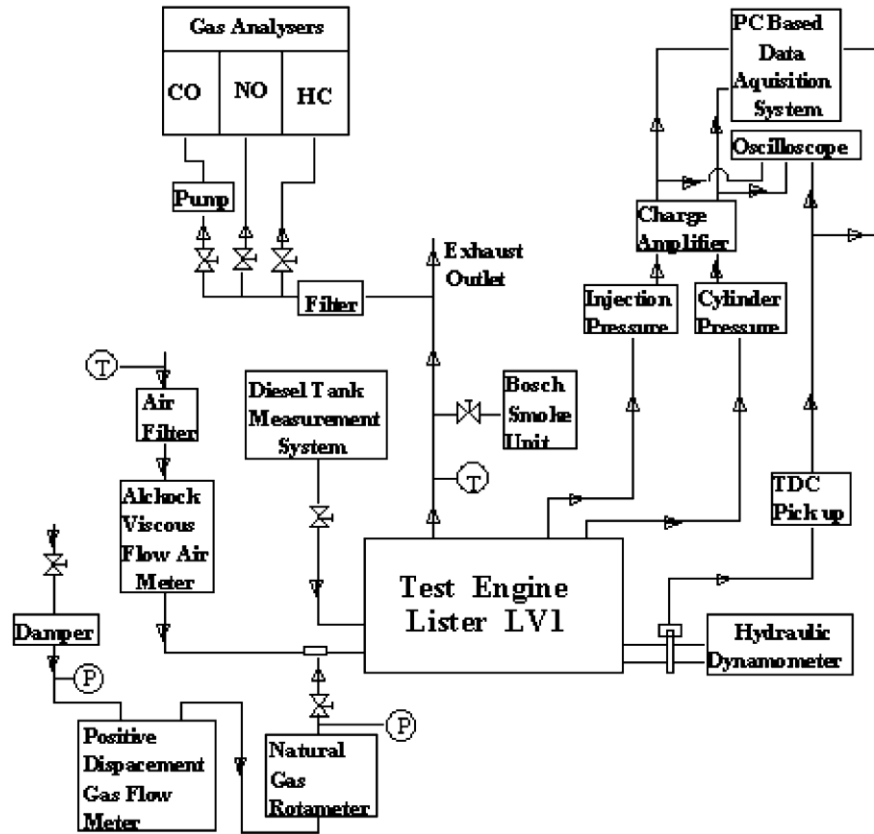 Gas Analysers
CO
NO
HC
Pump
Filter
Exhaust
Outlet
PC Based
Data
Aquisition
System
Oscilloscope
Charge
Amplifier
Injection
Pressure
Cylinder
Pressure
T
Air
Filter
Diesel Tank
Measurement
System
Bosch
Smoke
Unit
T
Alchock
Viscous
Flow Air
Meter
TDC
Pick up
Test Engine
Lister LV1
Damper
Hydraulic
Dynamometer
P
P
Positive
Dispacement
Gas Flow
Meter
Natural
Gas
Rotameter